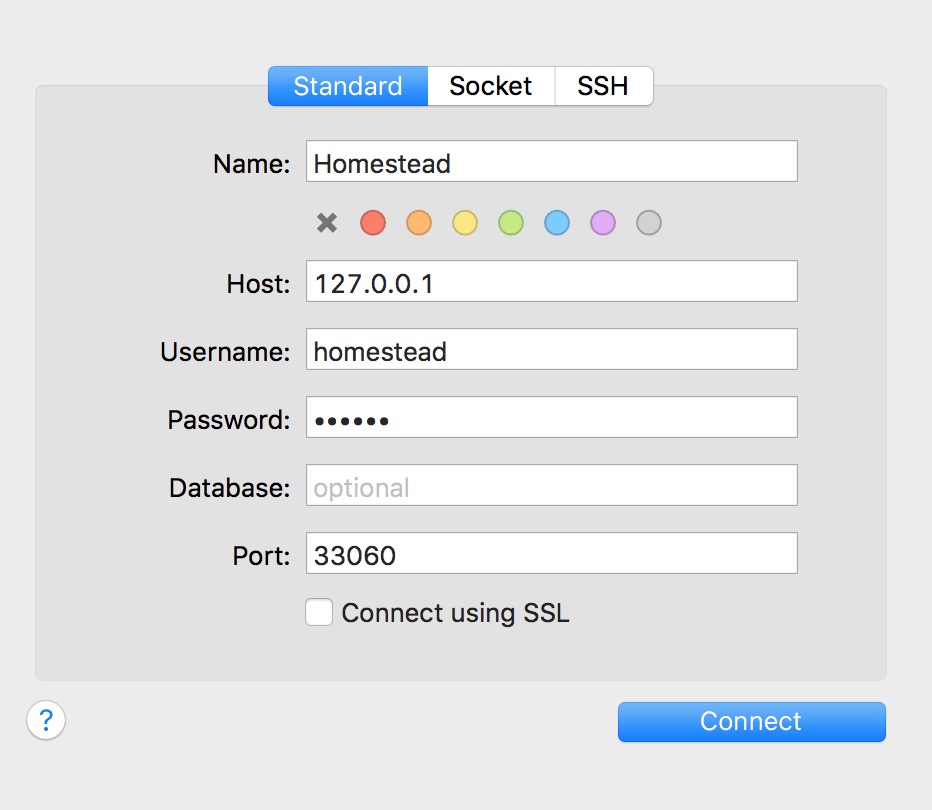 Standard Socket SSH
Name: Homestead
Host: 127.0.0.1
Username: homestead
Password: ••••••
Database: optional
Port: 33060
Connect using SSL
? Connect